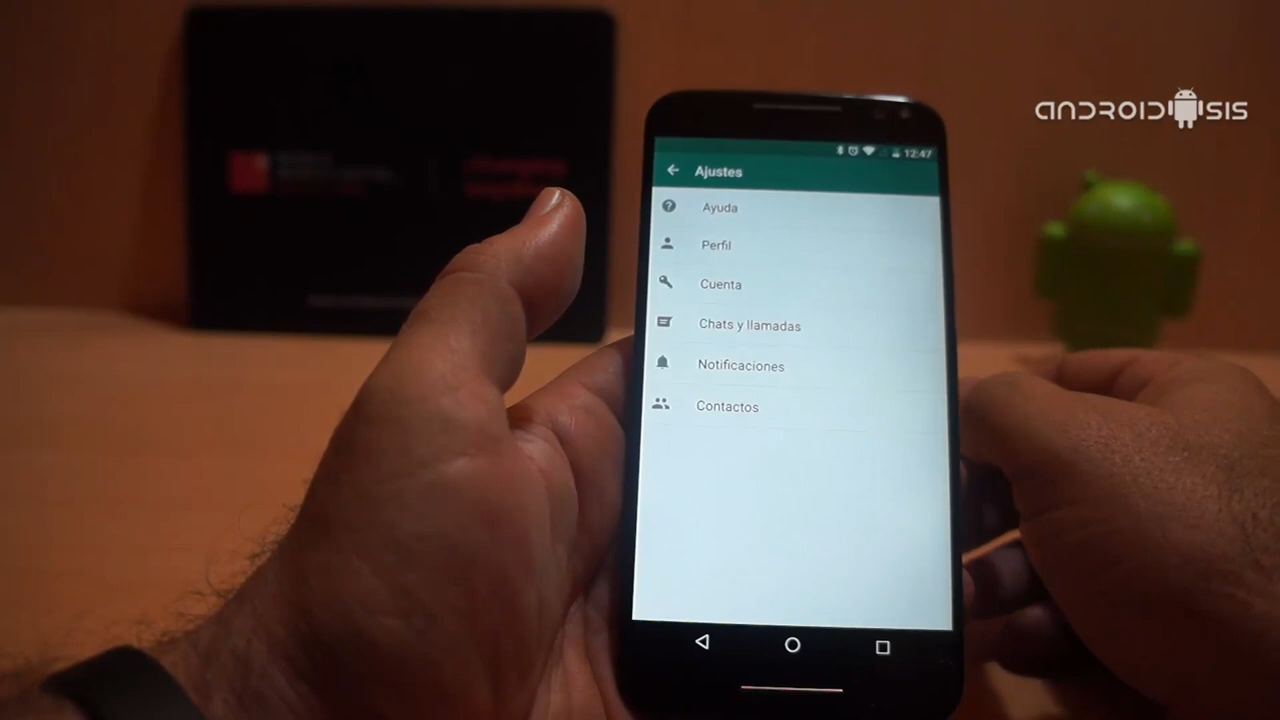 ANDROIDSIS
12:47
Ajustes
Ayuda
Perfil
Cuenta
Chats y llamadas
Notificaciones
Contactos